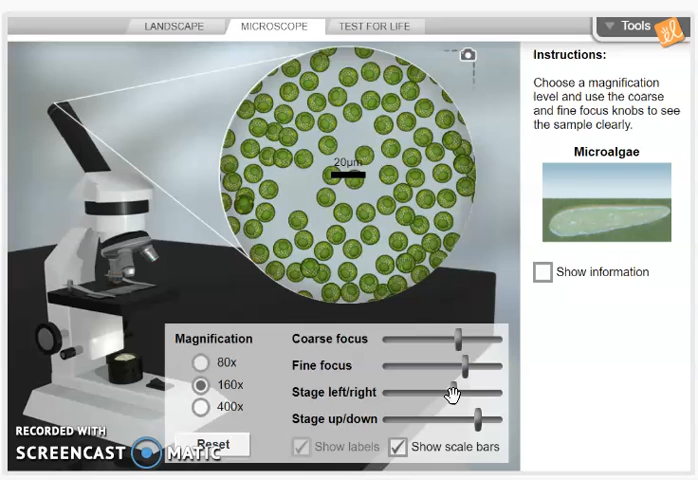 LANDSCAPE
MICROSCOPE
TEST FOR LIFE
Tools
el
Instructions:
Choose a magnification
level and use the coarse
and fine focus knobs to see
the sample clearly.
Microalgae
Show information
20µm
Magnification
80x
160x
400x
Reset
Coarse focus
Fine focus
Stage left/right
Stage up/down
Show labels
Show scale bars
RECORDED WITH
SCREENCAST MATIC